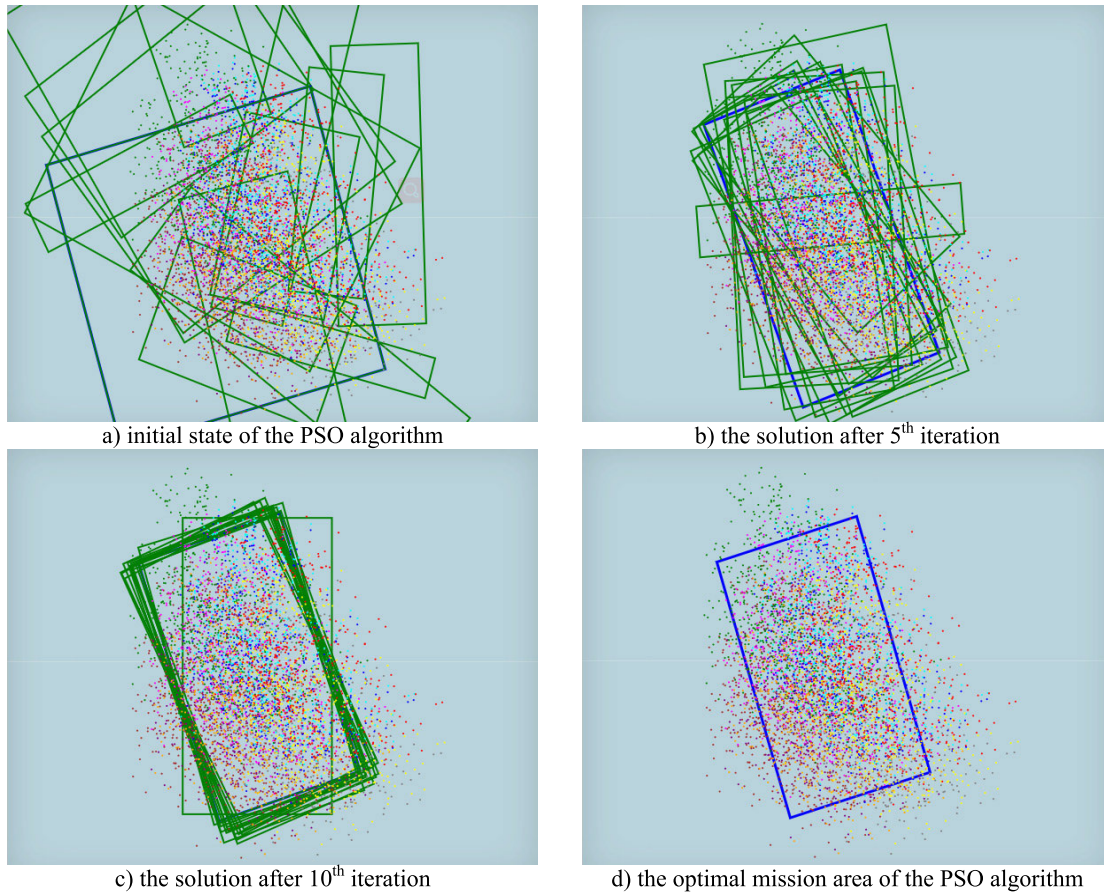 a) initial state of the PSO algorithm
b) the solution after 5th iteration
c) the solution after 10th iteration
d) the optimal mission area of the PSO algorithm